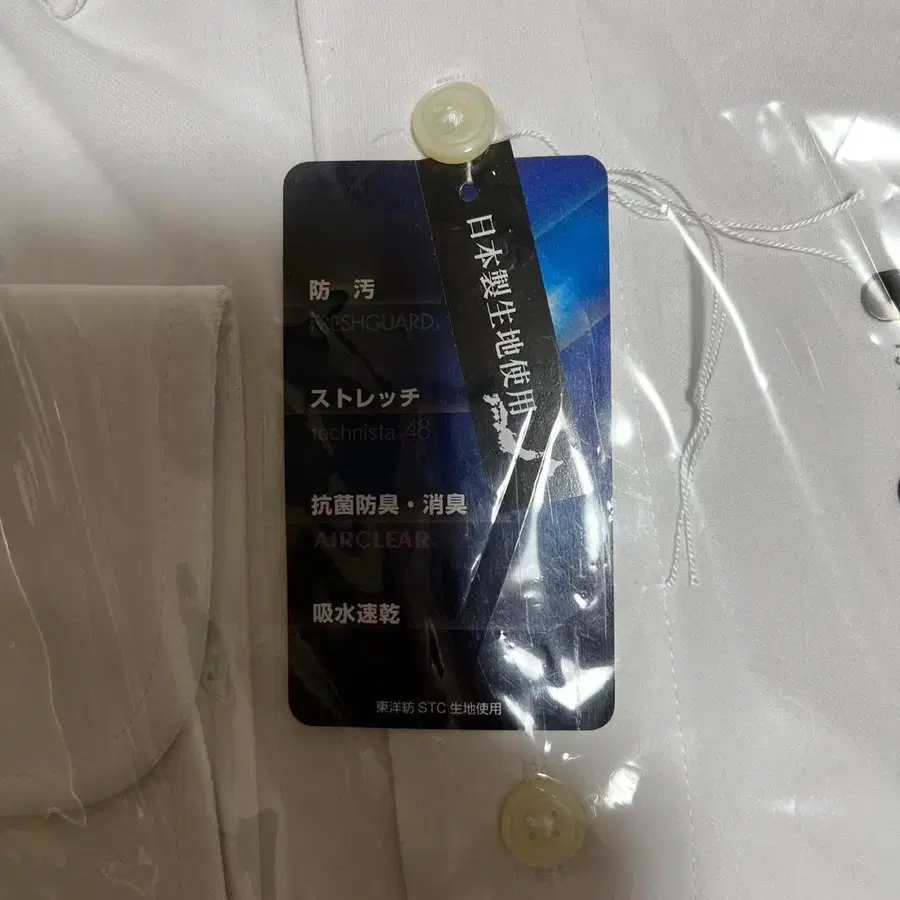 日本製生地使用
防 汚
FRESHGUARD®
ストレッチ
Technista 48
抗菌防臭・消臭
AIRCLEAR®
吸水速乾
東洋紡 STC 生地使用